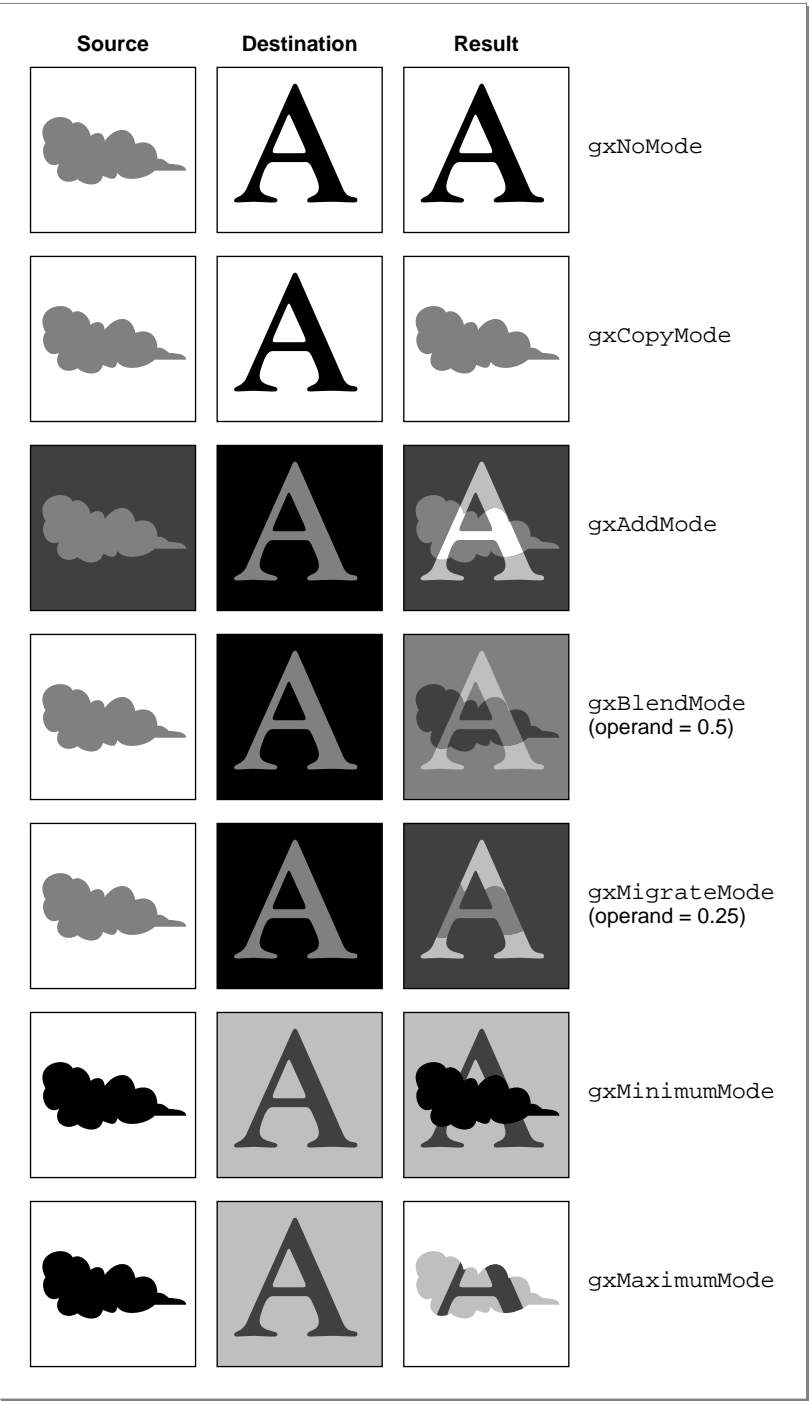 Source Destination Result
gxNoMode
gxCopyMode
gxAddMode
gxBlendMode
(operand = 0.5)
gxMigrateMode
(operand = 0.25)
gxMinimumMode
gxMaximumMode
A A
A
A A
A A
A A
A A
A A